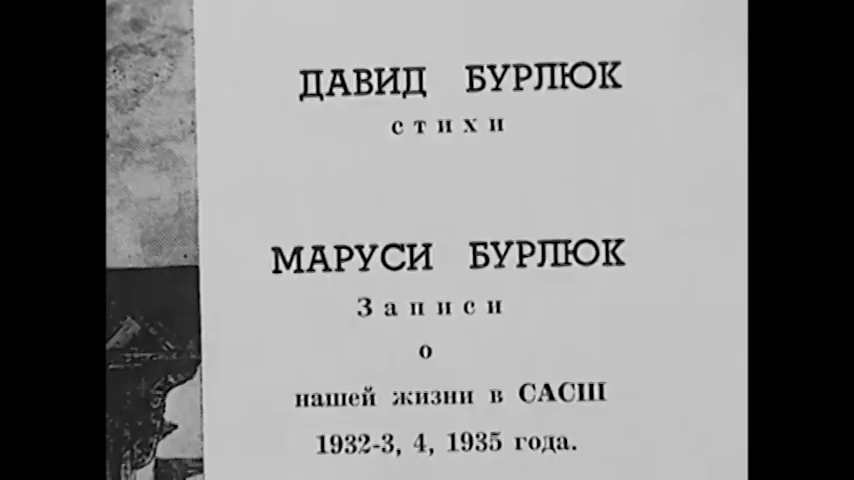 ДАВИД БУРЛЮК
стихи
МАРУСИ БУРЛЮК
Записи
о
нашей жизни в САСШ
1932-3, 4, 1935 года.